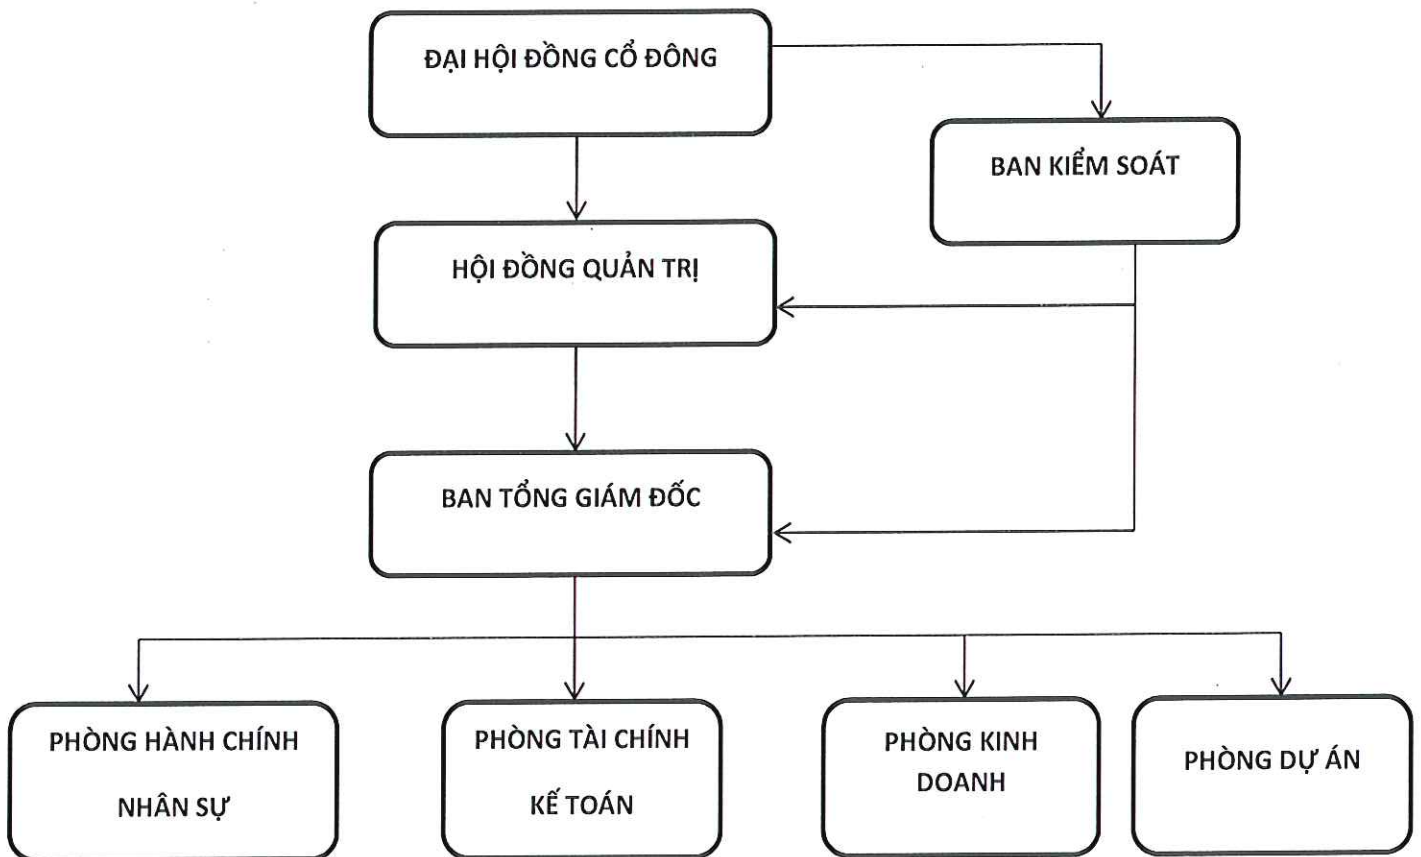 ĐẠI HỘI ĐỒNG CỔ ĐÔNG
BAN KIỂM SOÁT
HỘI ĐỒNG QUẢN TRỊ
BAN TỔNG GIÁM ĐỐC
PHÒNG HÀNH CHÍNH
NHÂN SỰ
PHÒNG TÀI CHÍNH
KẾ TOÁN
PHÒNG KINH
DOANH
PHÒNG DỰ ÁN